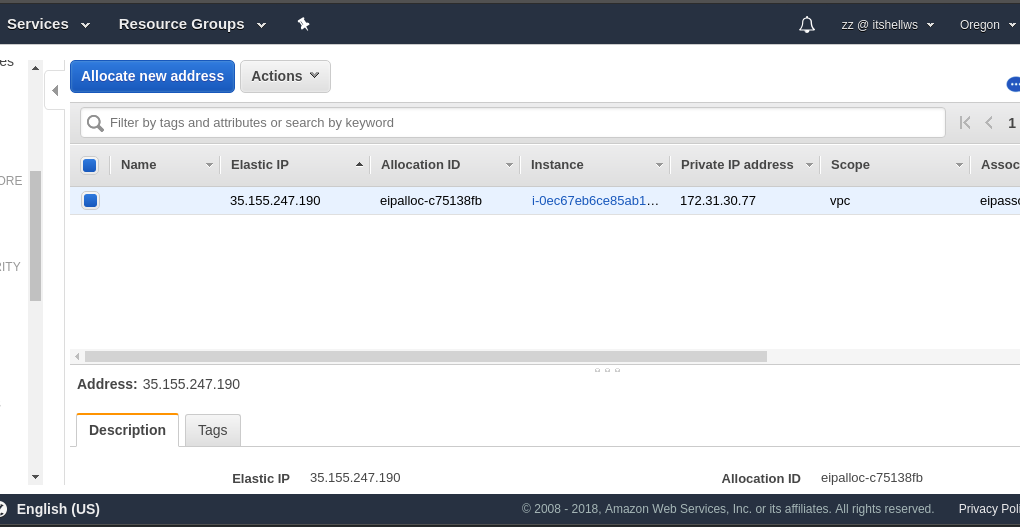 Services Resource Groups zz @ itshellws Oregon
es
Allocate new address Actions
Filter by tags and attributes or search by keyword 1
Name Elastic IP Allocation ID Instance Private IP address Scope Assoc
ORE
35.155.247.190 eipalloc-c75138fb i-0ec67eb6ce85ab1… 172.31.30.77 vpc eipasso
RITY
Address: 35.155.247.190
Description Tags
Elastic IP 35.155.247.190 Allocation ID eipalloc-c75138fb
English (US) © 2008 - 2018, Amazon Web Services, Inc. or its affiliates. All rights reserved. Privacy Poli